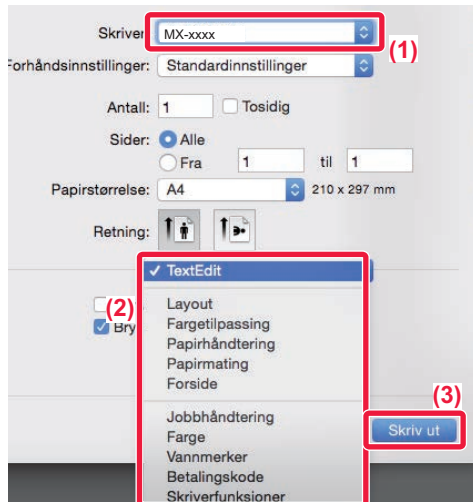 Skriver: MX-xxxx
(1)
Forhåndsinnstillinger: Standardinnstillinger
Antall: 1 Tosidig
Sider: Alle
Fra 1 til 1
Papirstørrelse: A4 210 x 297 mm
Retning:
✓ TextEdit
(2)
Layout
Bry
Fargetilpassing
Papirhåndtering
Papirmating
Forside
(3)
Jobbhåndtering
Skriv ut
Farge
Vannmerker
Betalingskode
Skriverfunksjoner